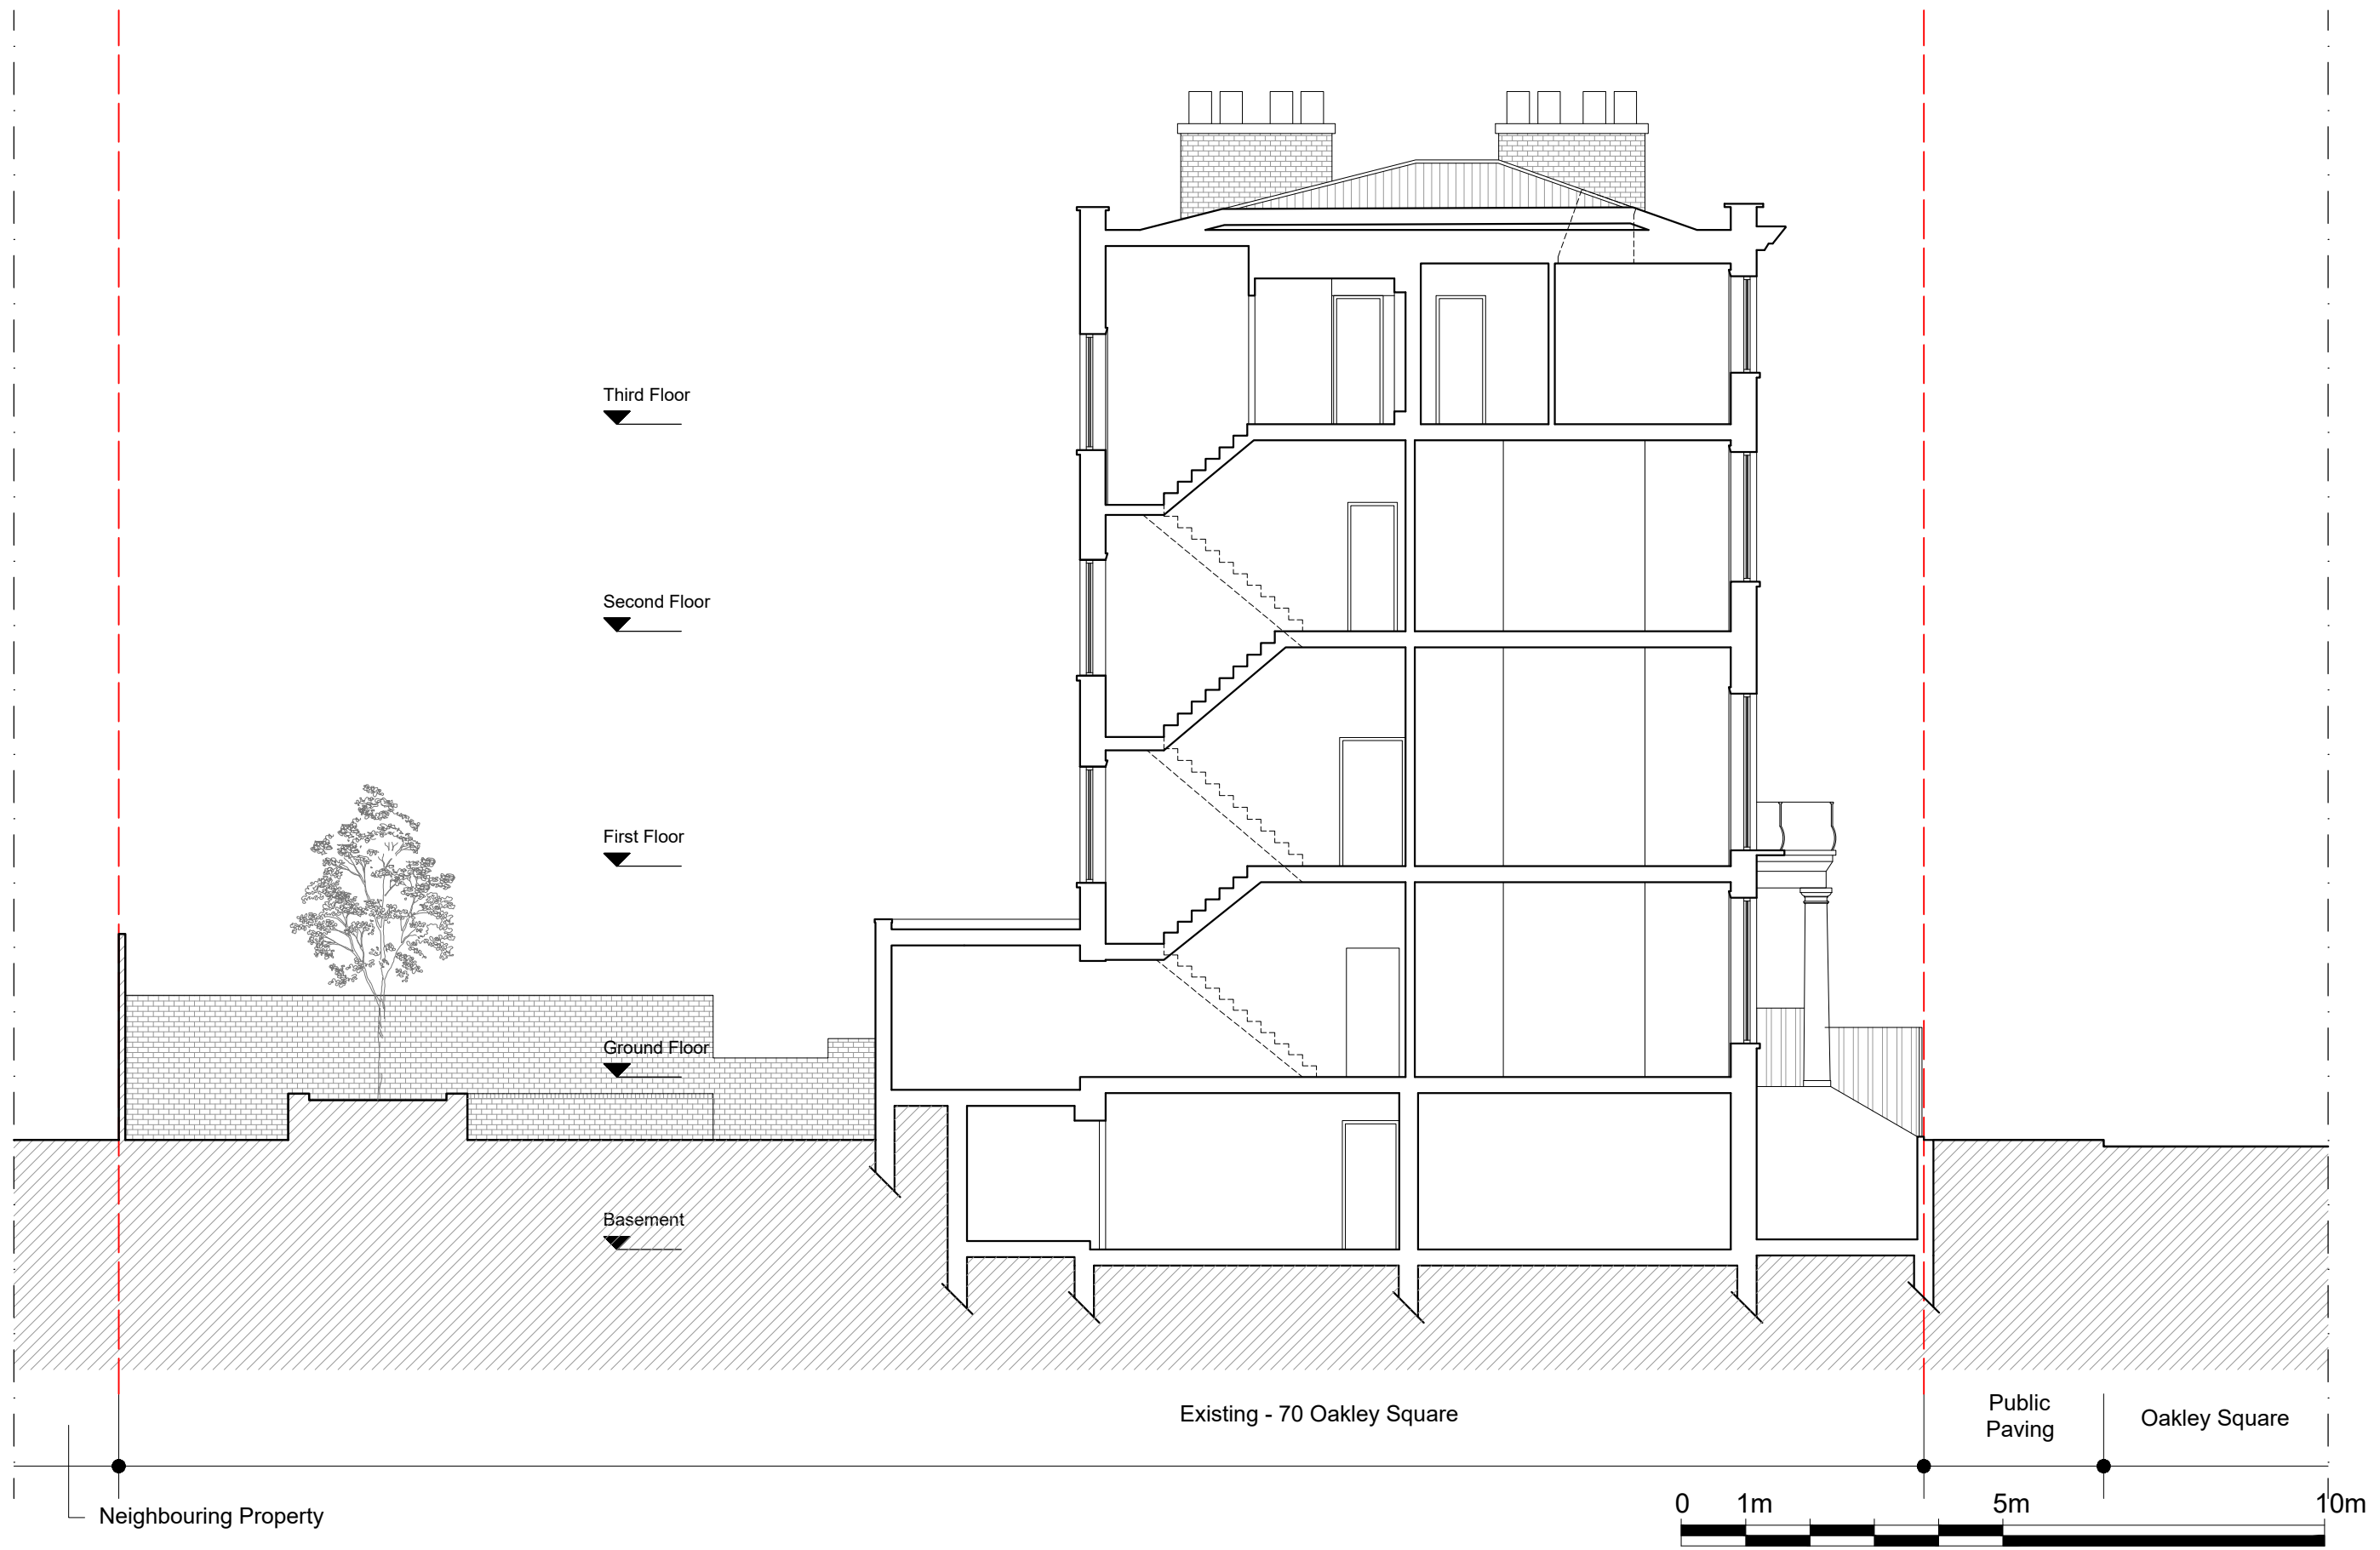 Third Floor
Second Floor
First Floor
Ground Floor
Basement
Existing - 70 Oakley Square
Public
Paving
Oakley Square
Neighbouring Property
0 1m 5m 10m